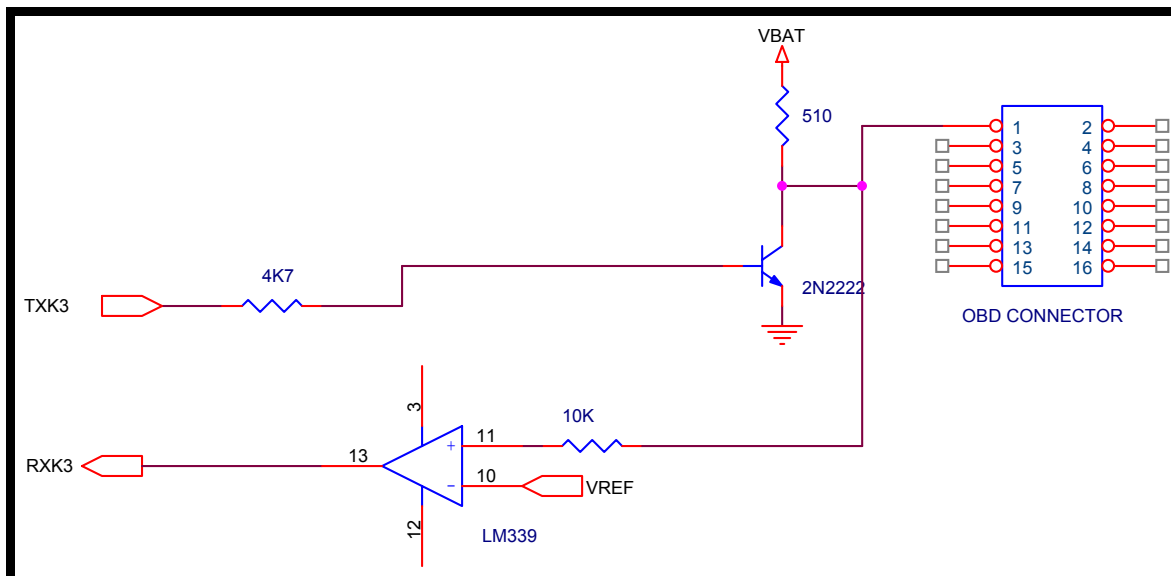 VBAT
510
1 2
3 4
5 6
7 8
9 10
11 12
13 14
15 16
OBD CONNECTOR
4K7
TXK3
2N2222
3
10K
11
+
13
RXK3
10
−
VREF
12
LM339